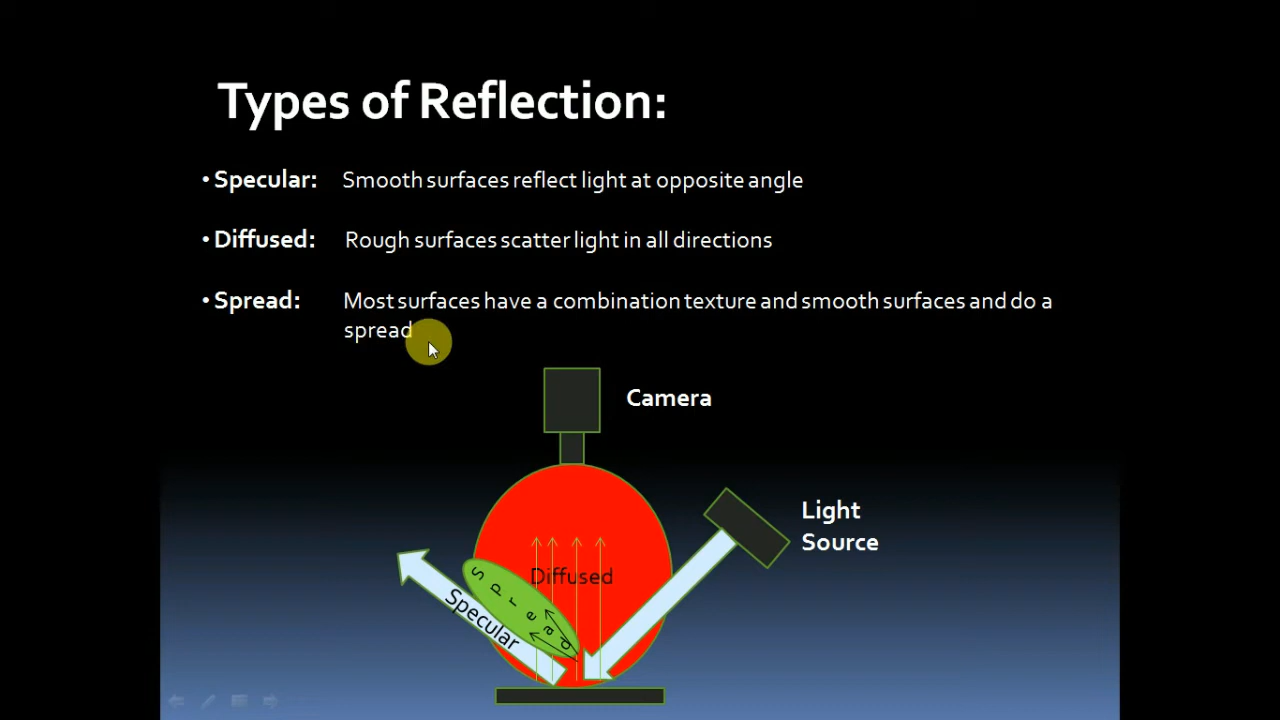 Types of Reflection:
• Specular: Smooth surfaces reflect light at opposite angle
• Diffused: Rough surfaces scatter light in all directions
• Spread: Most surfaces have a combination texture and smooth surfaces and do a
spread
Camera
Light
Source
Diffused
Spread
Specular